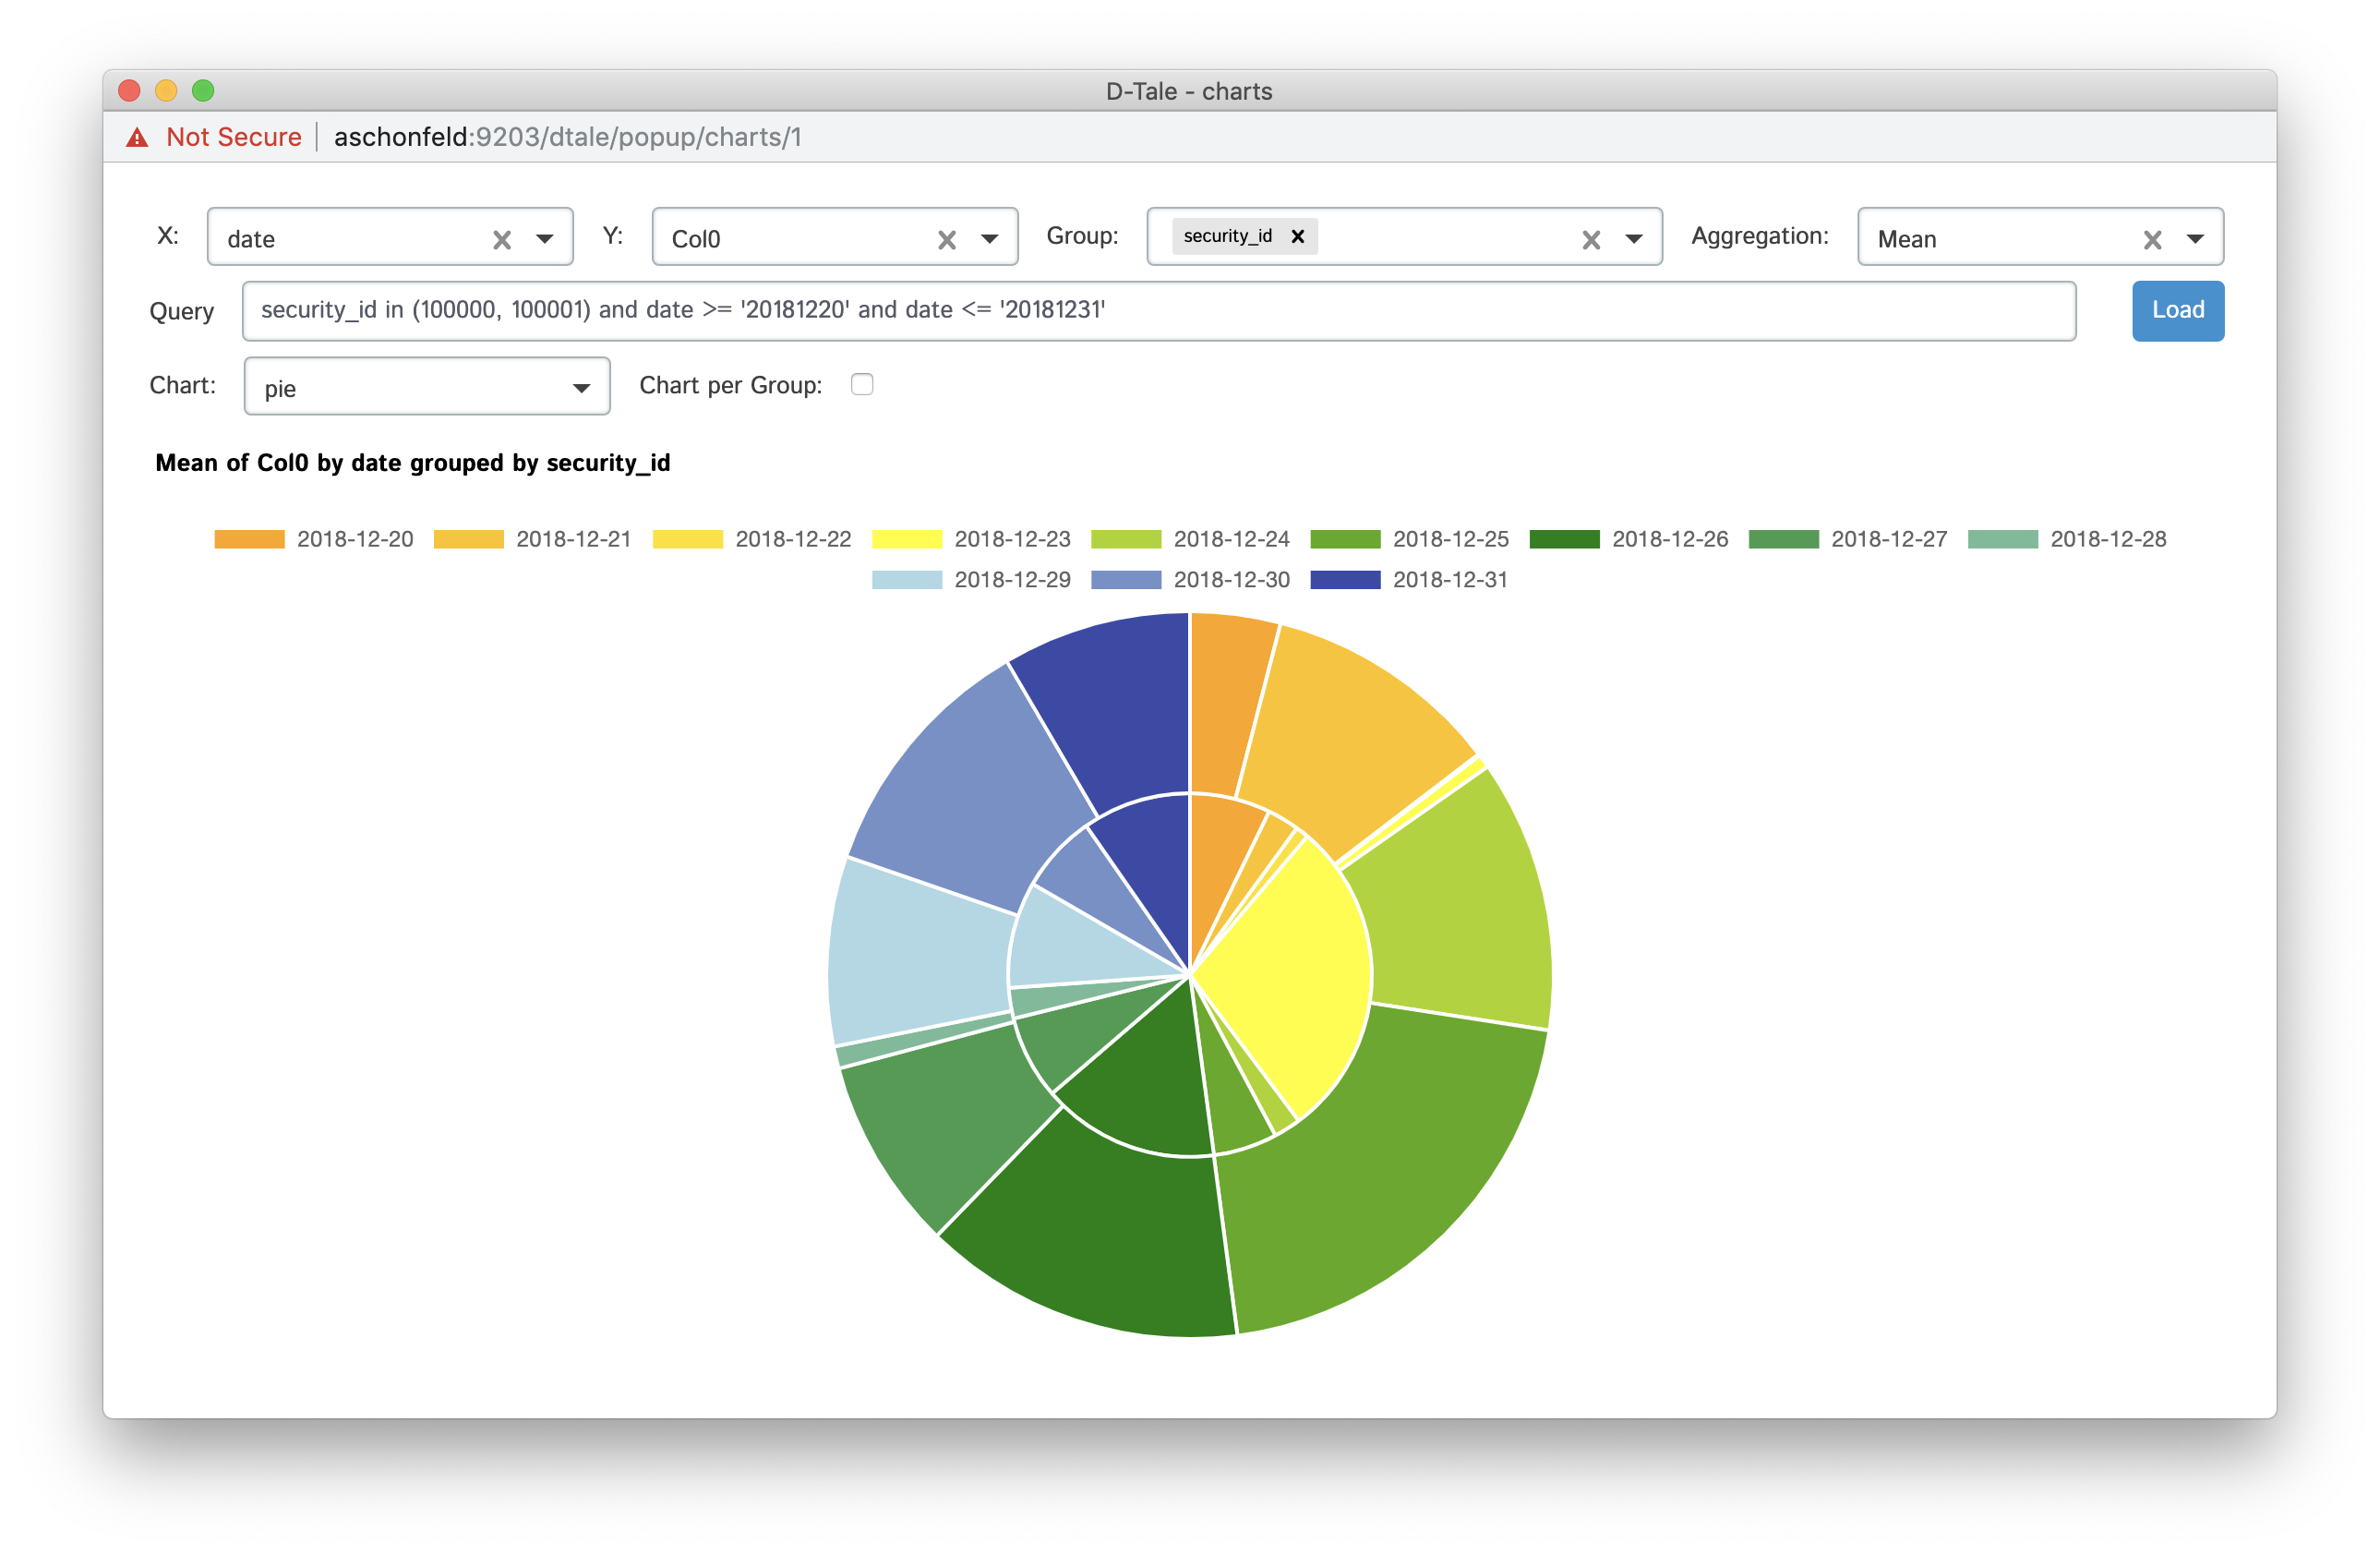 D-Tale - charts
Not Secure | aschonfeld:9203/dtale/popup/charts/1
X: date Y: Col0 Group: security_id Aggregation: Mean
Query security_id in (100000, 100001) and date >= '20181220' and date <= '20181231' Load
Chart: pie Chart per Group:
Mean of Col0 by date grouped by security_id
2018-12-20 2018-12-21 2018-12-22 2018-12-23 2018-12-24 2018-12-25 2018-12-26 2018-12-27 2018-12-28
2018-12-29 2018-12-30 2018-12-31